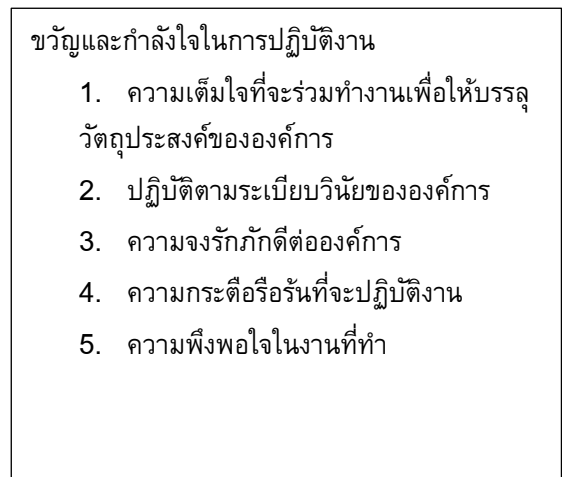 ขวัญและกำลังใจในการปฏิบัติงาน
1. ความเต็มใจที่จะร่วมทำงานเพื่อให้บรรลุ
วัตถุประสงค์ขององค์การ
2. ปฏิบัติตามระเบียบวินัยขององค์การ
3. ความจงรักภักดีต่อองค์การ
4. ความกระตือรือร้นที่จะปฏิบัติงาน
5. ความพึงพอใจในงานที่ทำ